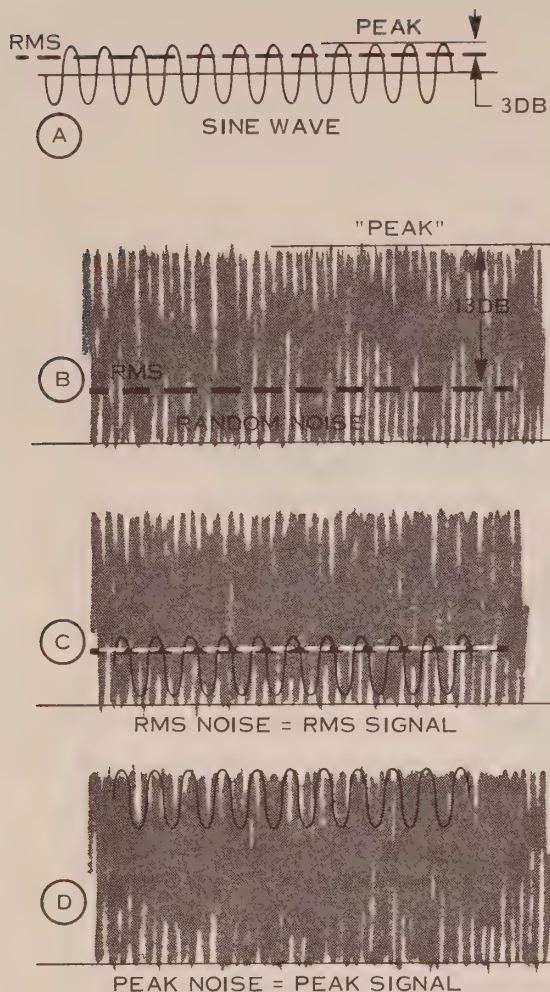 PEAK
RMS
3DB
SINE WAVE
A
"PEAK"
13DB
B
RMS
RANDOM NOISE
C
RMS NOISE = RMS SIGNAL
D
PEAK NOISE = PEAK SIGNAL